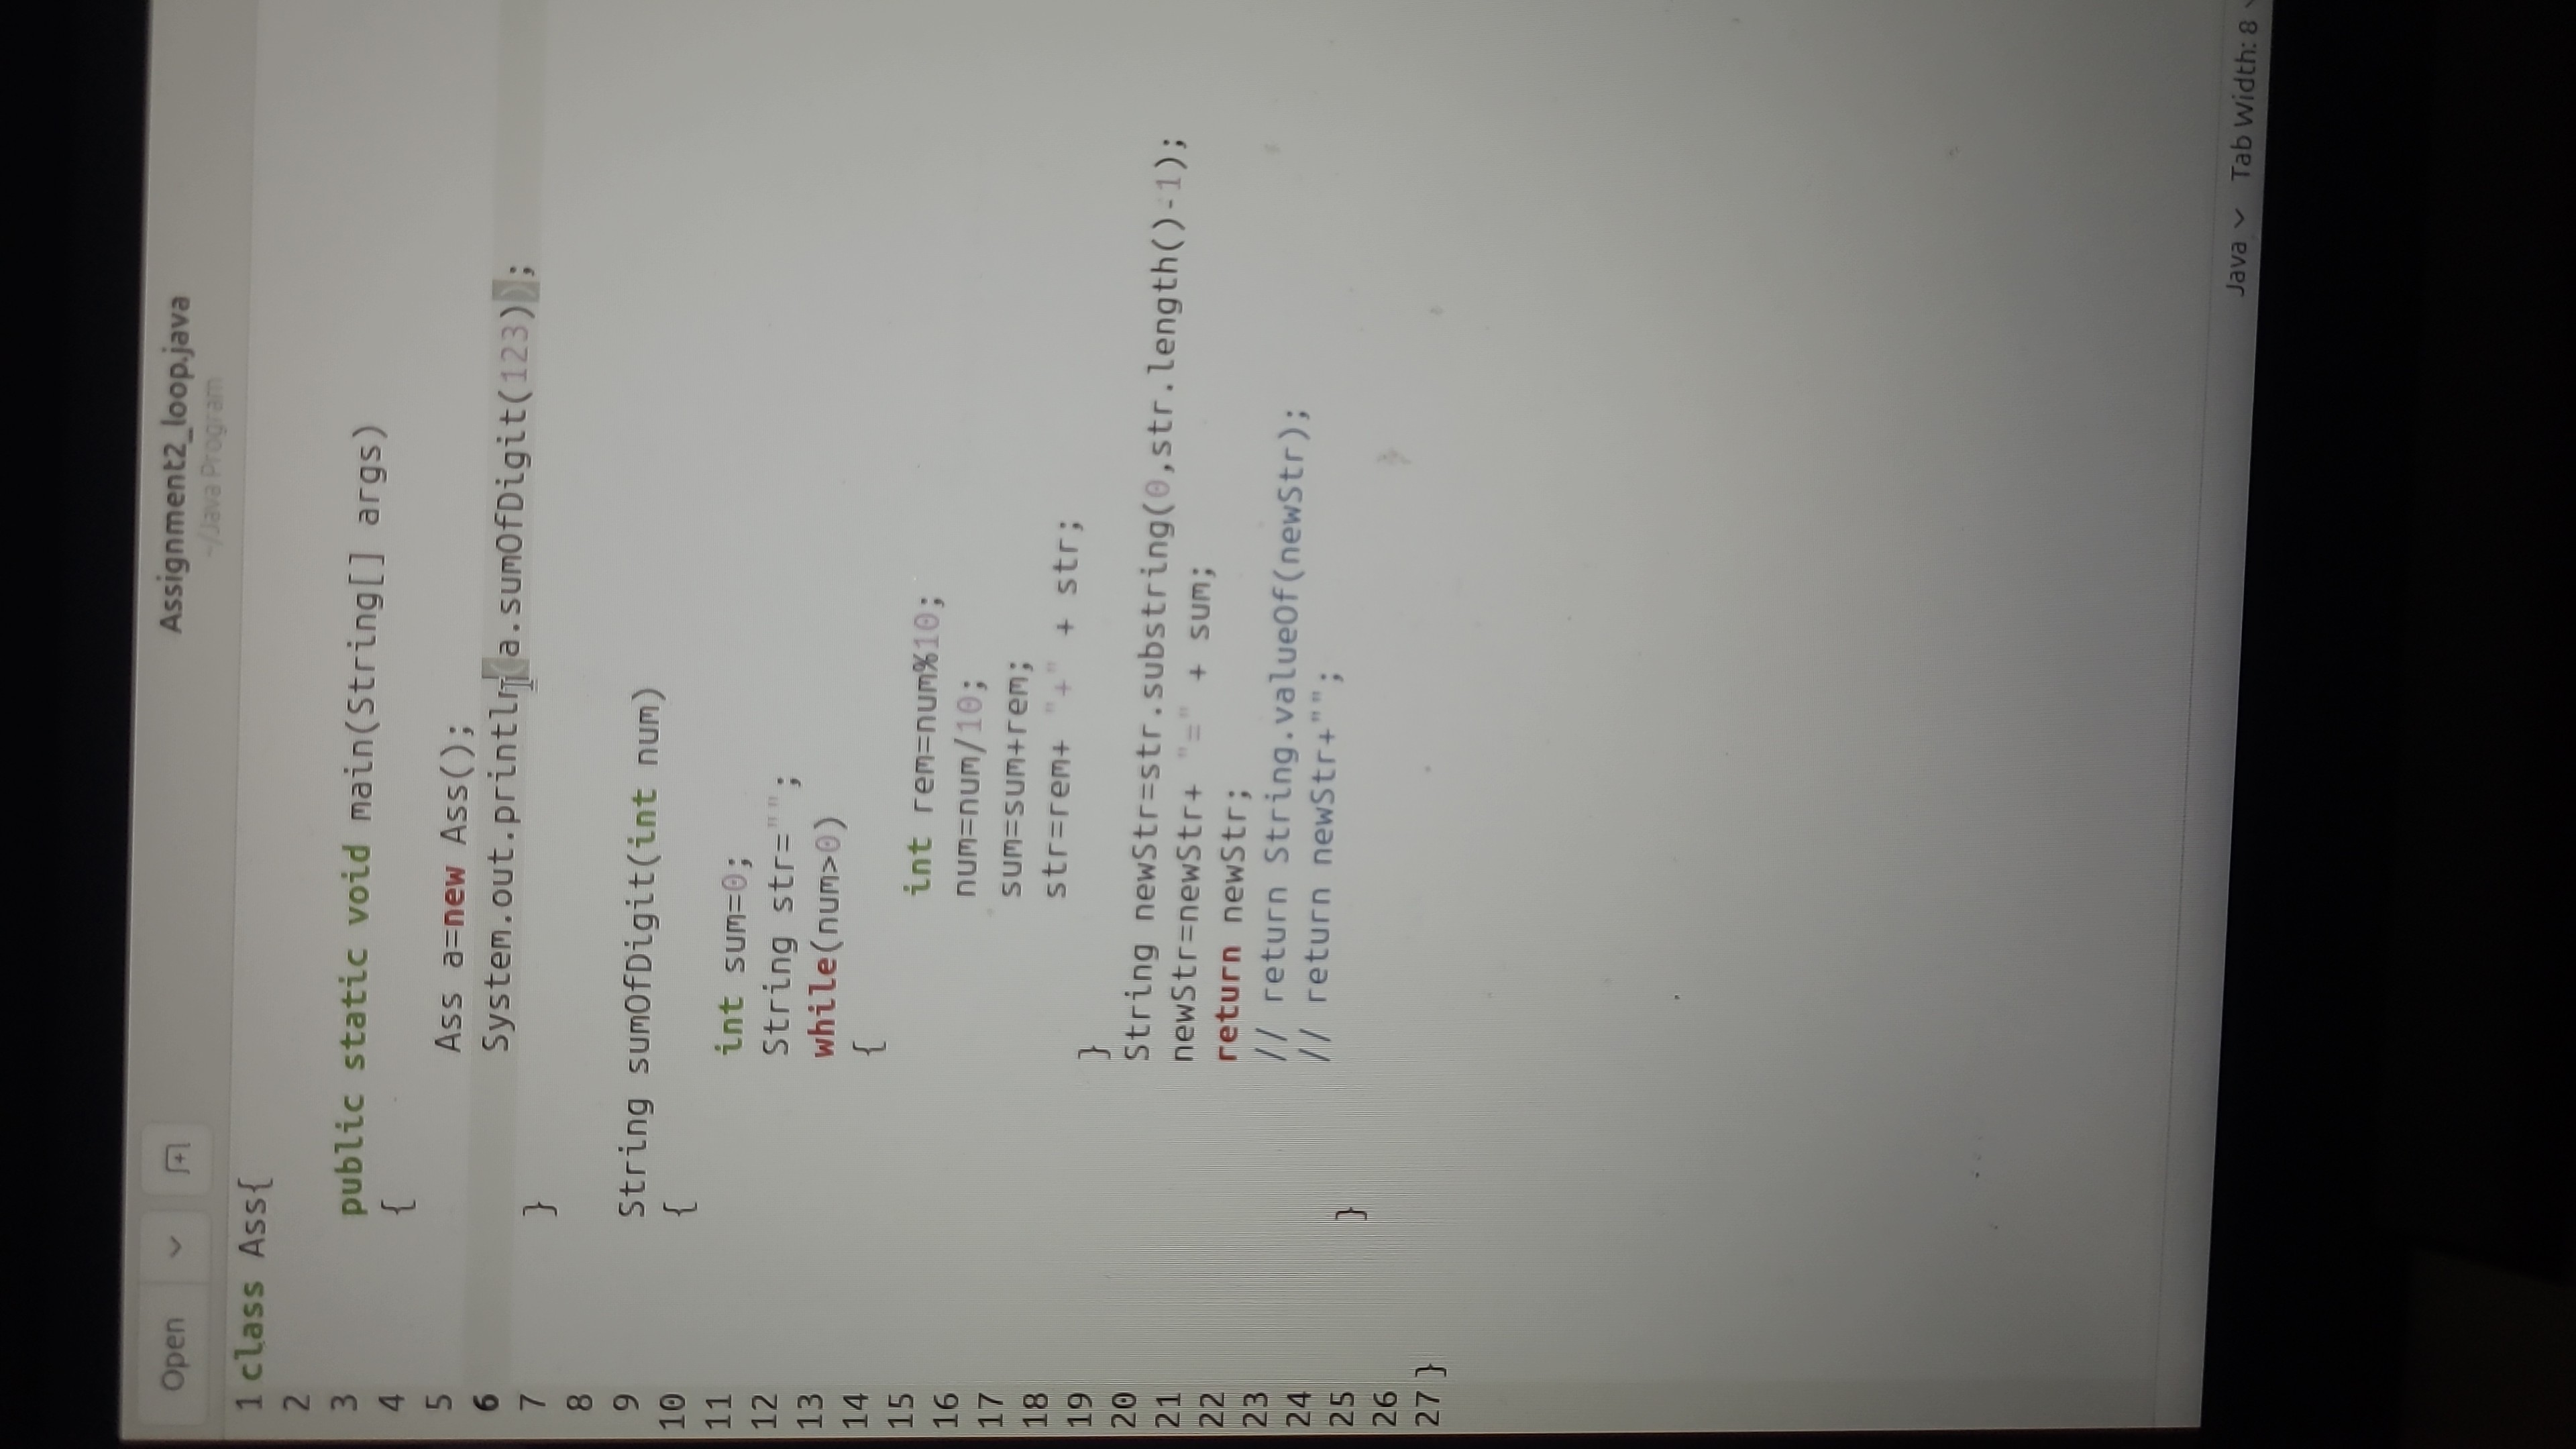 Open
Assignment2_loop.java
~/Java Program
1 class Ass{
2
3 public static void main(String[] args)
4 {
5 Ass a=new Ass();
6 System.out.println(a.sumOfDigit(123));
7 }
8
9 String sumOfDigit(int num)
10 {
11 int sum=0;
12 String str="";
13 while(num>0)
14 {
15 int rem=num%10;
16 num=num/10;
17 sum=sum+rem;
18 str=rem+ "+" + str;
19 }
20 String newStr=str.substring(0,str.length()-1);
21 newStr=newStr+ "=" + sum;
22 return newStr;
23 // return String.valueOf(newStr);
24 // return newStr+"";
25 }
26
27 }
Java Tab Width: 8